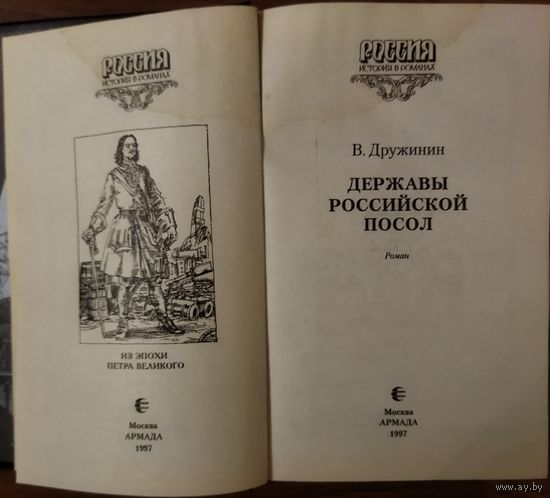 РОССИЯ
ИСТОРИЯ В РОМАНАХ
ИЗ ЭПОХИ
ПЕТРА ВЕЛИКОГО
Москва
АРМАДА
1997
РОССИЯ
ИСТОРИЯ В РОМАНАХ
В. Дружинин
ДЕРЖАВЫ
РОССИЙСКОЙ
ПОСОЛ
Роман
Москва
АРМАДА
1997
www.ay.by